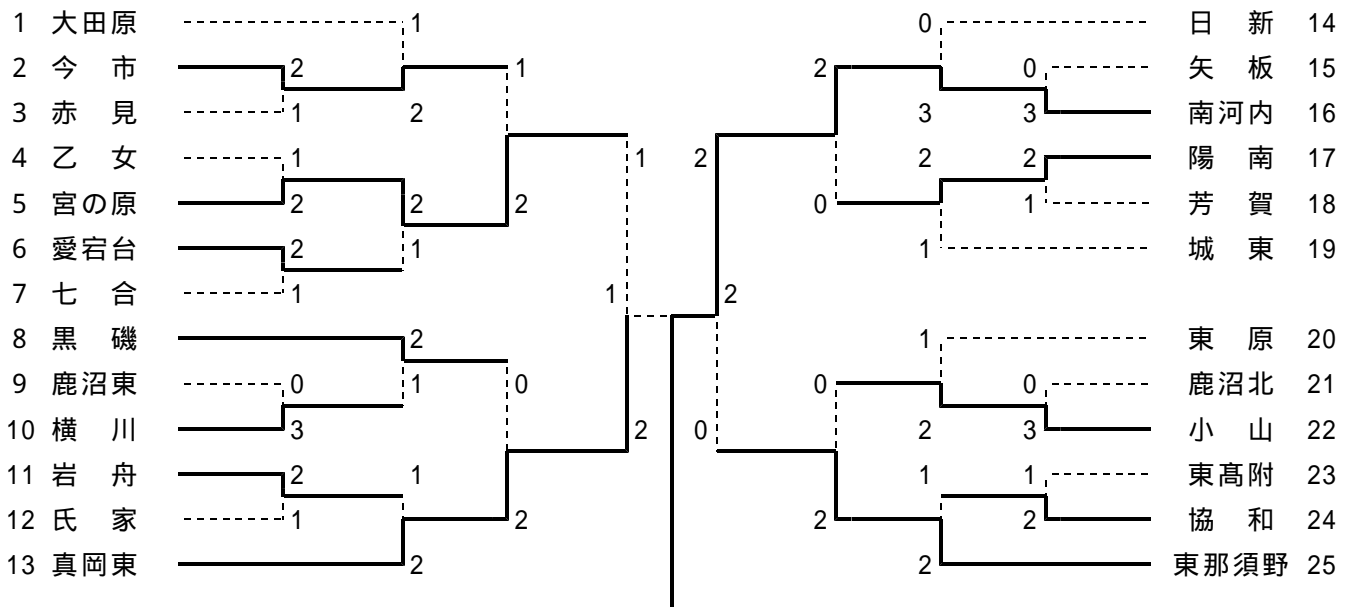 1 大田原 1 0 日 新 14
2 今 市 2 1 2 0 矢 板 15
3 赤 見 1 2 3 3 南河内 16
4 乙 女 1 1 2 2 2 陽 南 17
5 宮の原 2 2 2 0 1 芳 賀 18
6 愛宕台 2 1 1 城 東 19
7 七 合 1 1 2
8 黒 磯 2 1 東 原 20
9 鹿沼東 0 1 0 0 0 鹿沼北 21
10 横 川 3 2 0 2 3 小 山 22
11 岩 舟 2 1 1 1 東髙附 23
12 氏 家 1 2 2 2 協 和 24
13 真岡東 2 2 東那須野 25